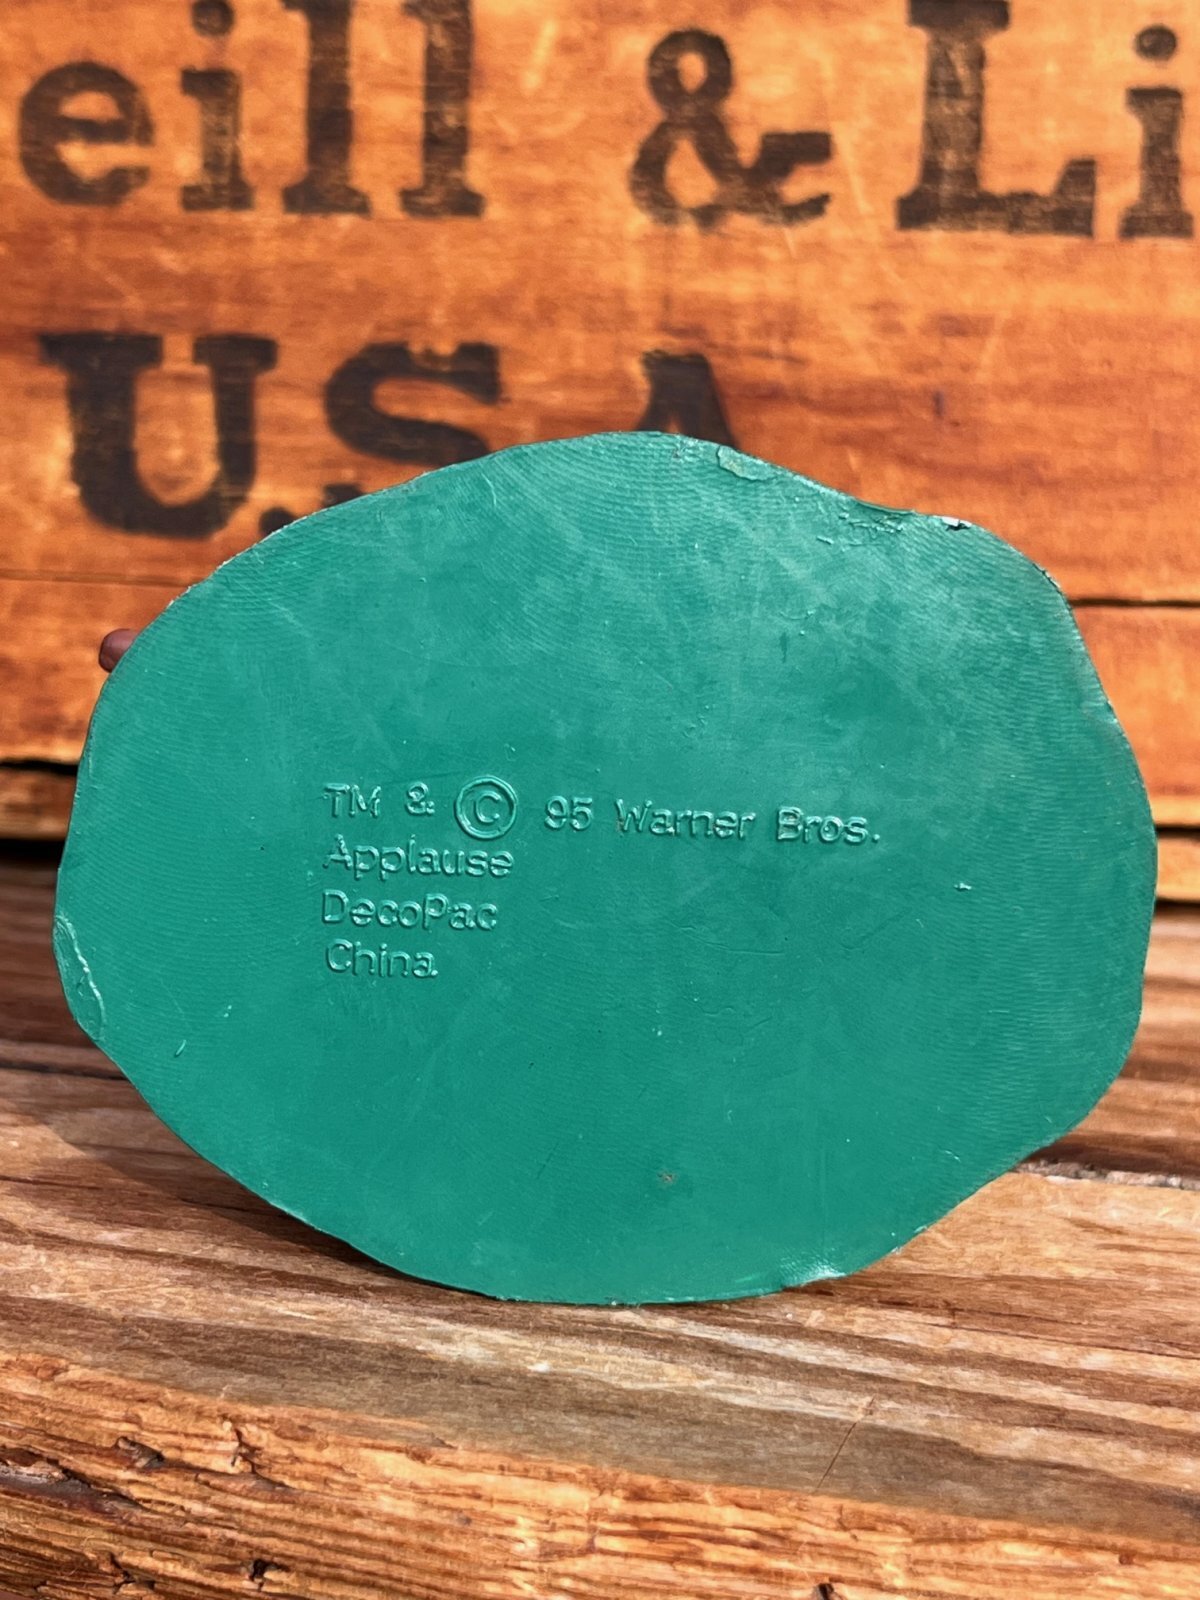 eill & Li
U.S.A
TM & © 95 Warner Bros.
Applause
DecoPac
China